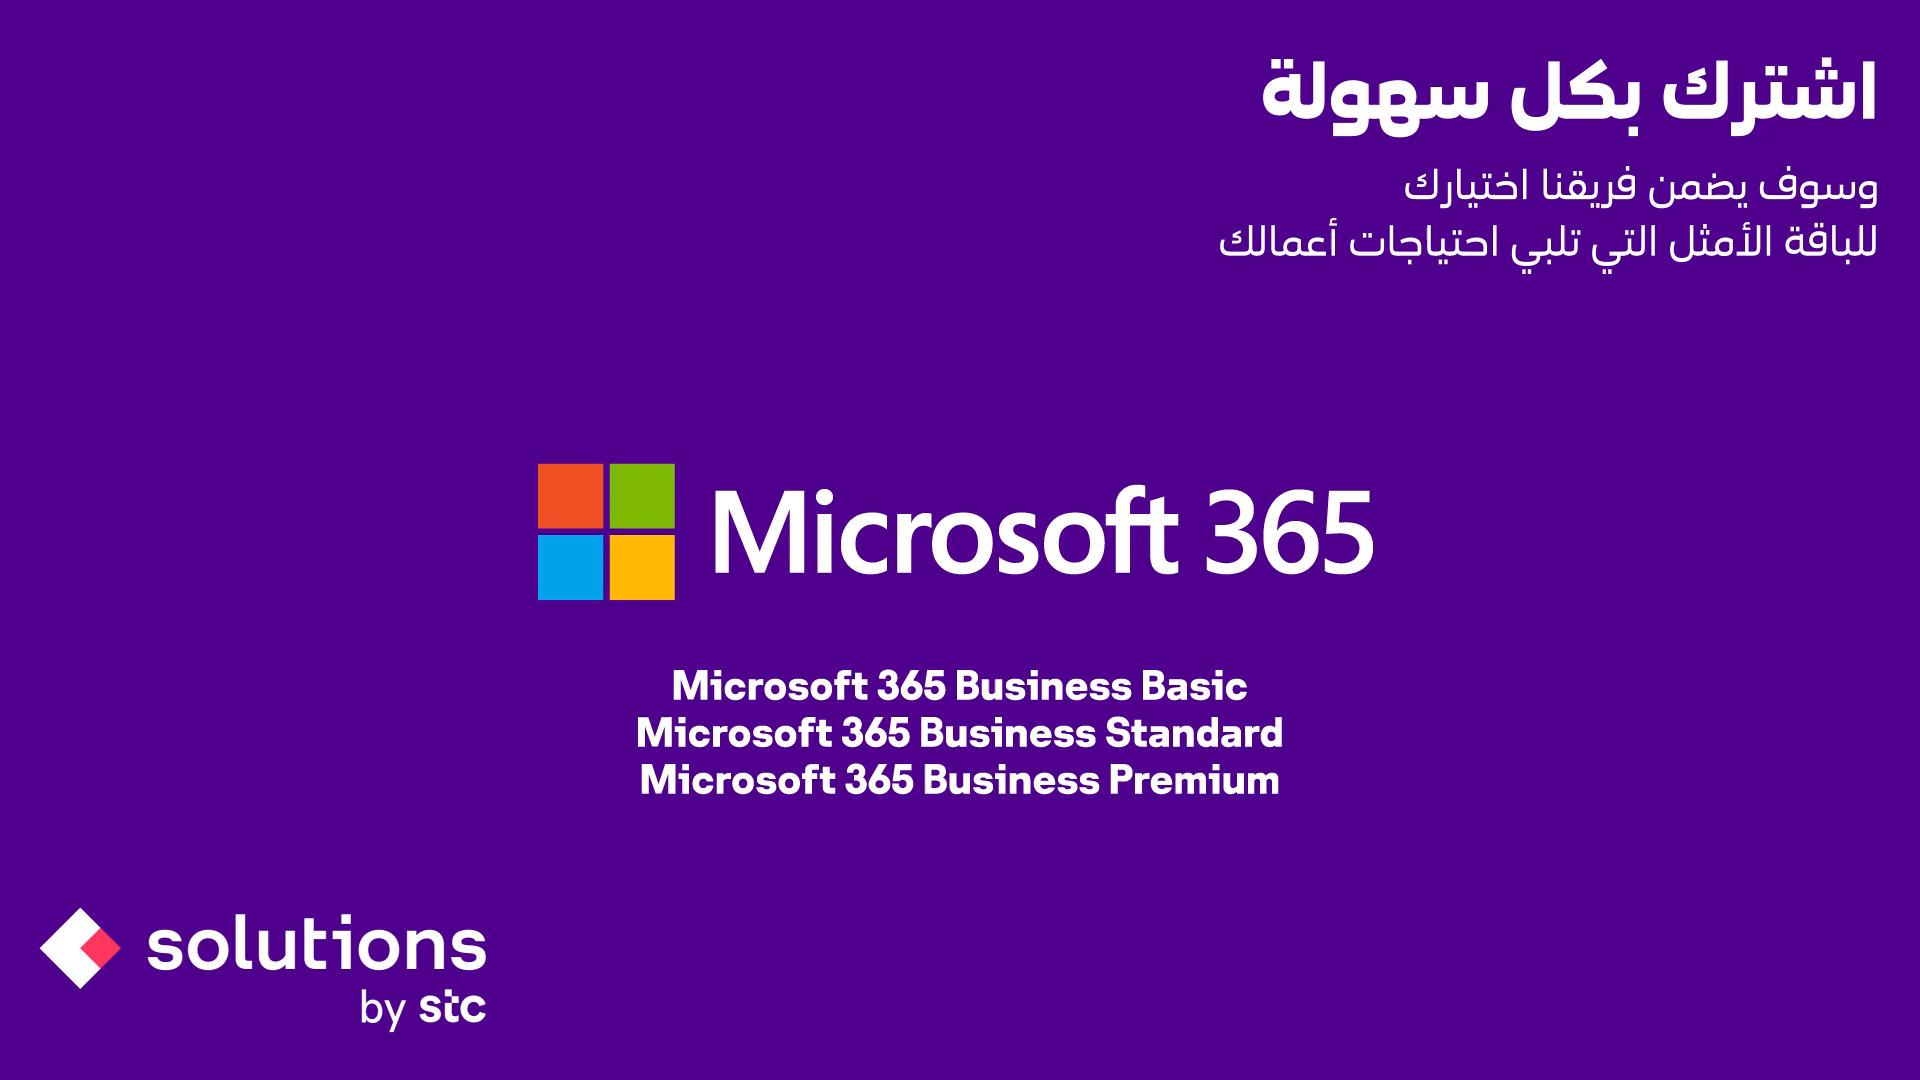 اشترك بكل سهولة
وسوف يضمن فريقنا اختيارك
للباقة الأمثل التي تلبي احتياجات أعمالك
Microsoft 365
Microsoft 365 Business Basic
Microsoft 365 Business Standard
Microsoft 365 Business Premium
solutions
by stc